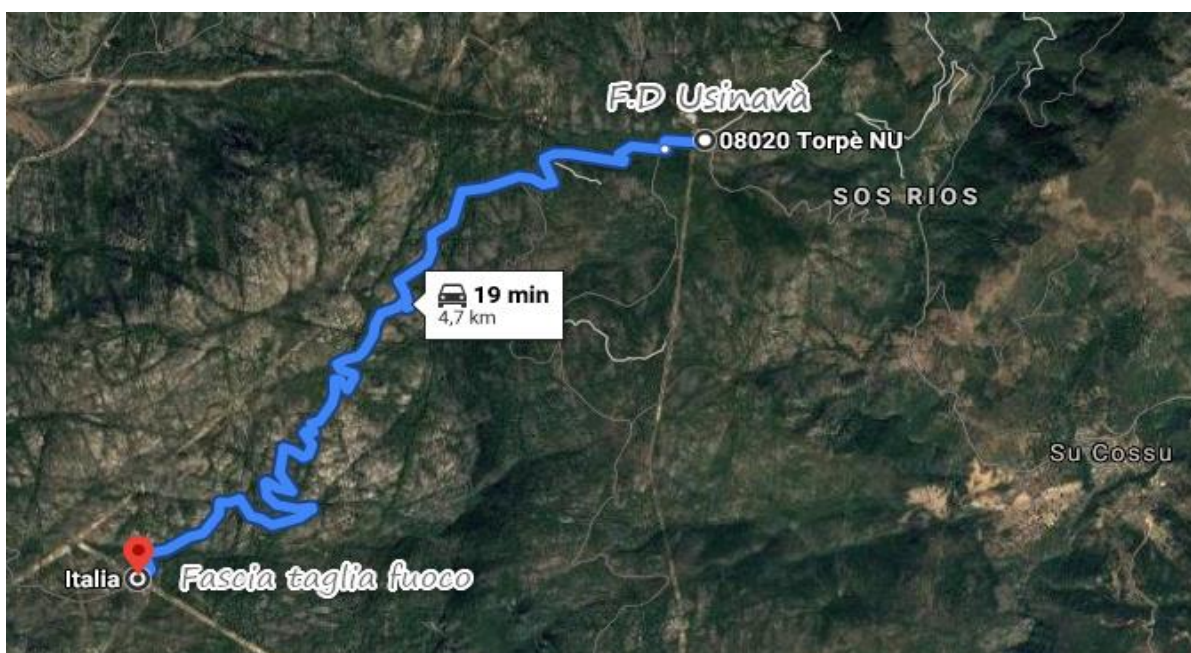 F.D Usinavà
08020 Torpè NU
SOS RIOS
19 min
4,7 km
Su Cossu
Italia
Fascia taglia fuoco